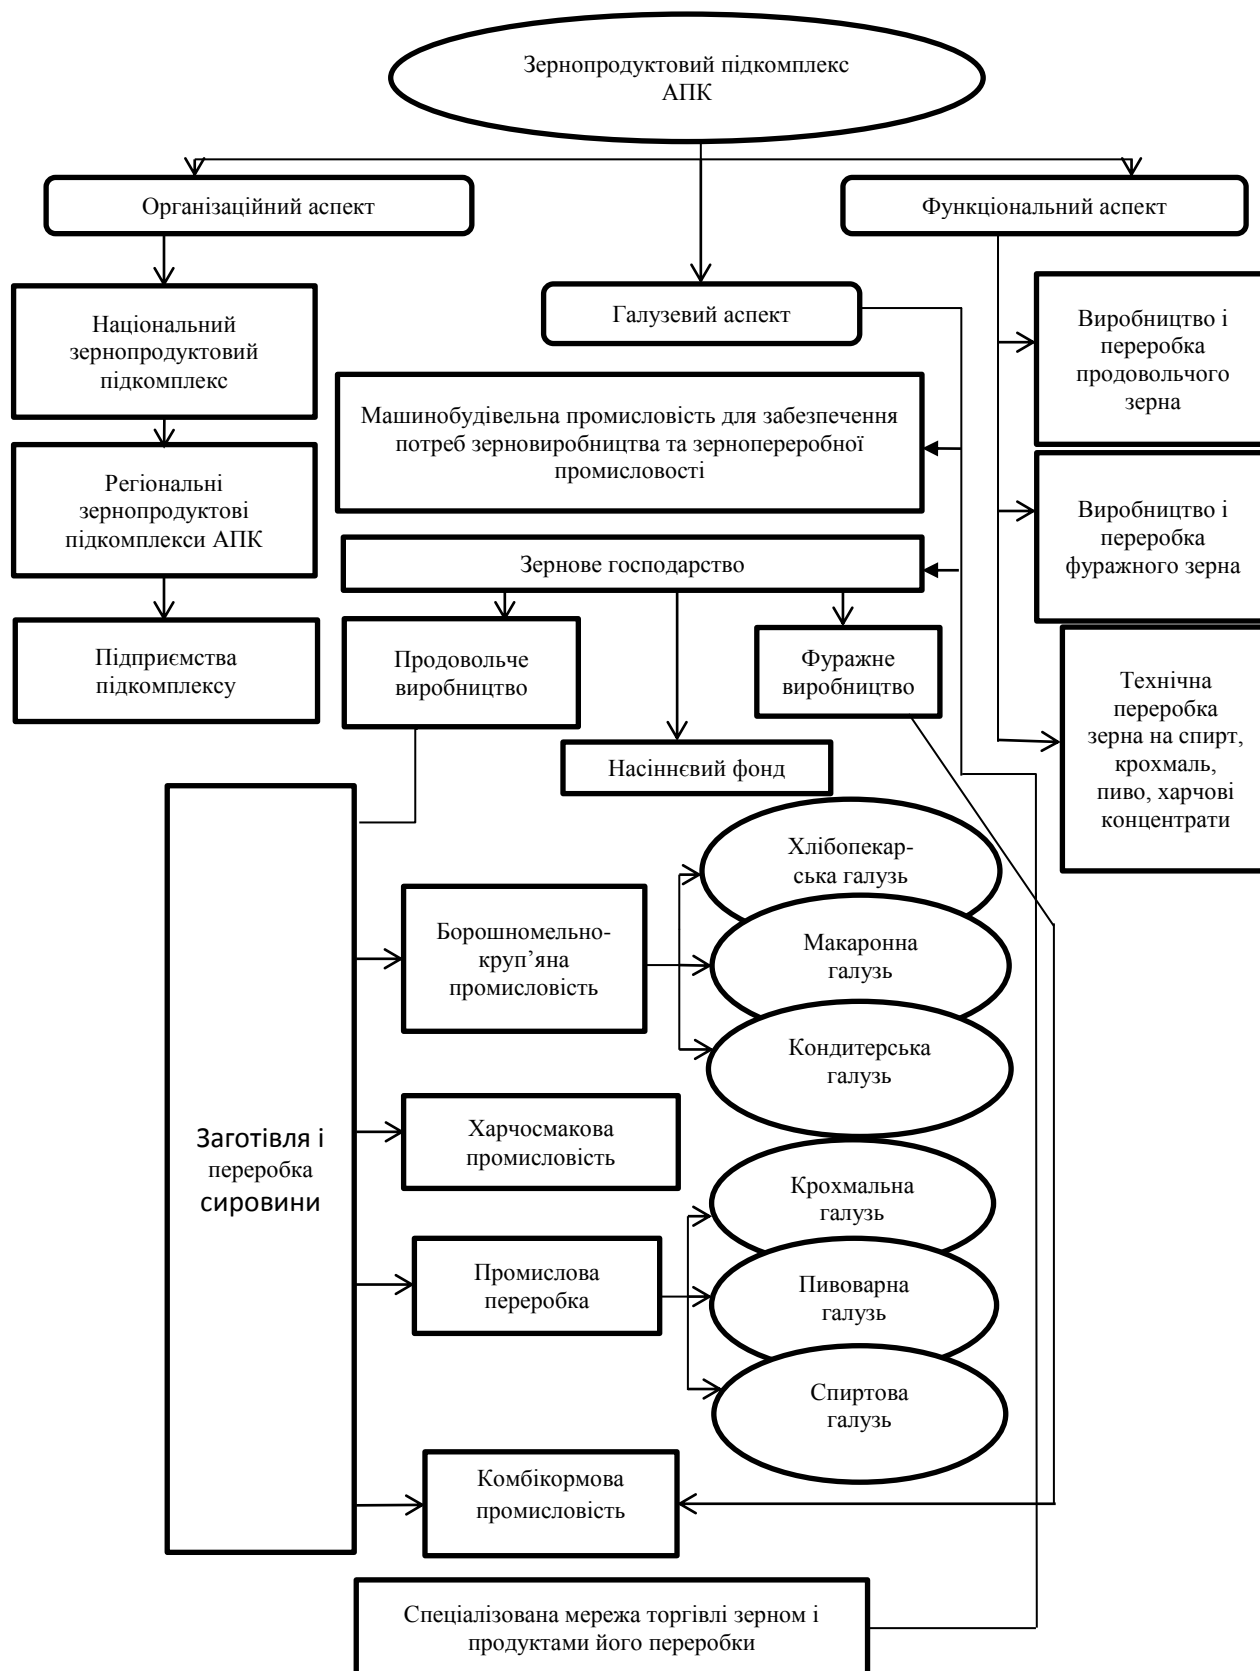 Зернопродуктовий підкомплекс
АПК
Організаційний аспект
Функціональний аспект
Галузевий аспект
Національний
зернопродуктовий
підкомплекс
Виробництво і
переробка
продовольчого
зерна
Машинобудівельна промисловість для забезпечення
потреб зерновиробництва та зернопереробної
промисловості
Регіональні
зернопродуктові
підкомплекси АПК
Виробництво і
переробка
фуражного зерна
Зернове господарство
Підприємства
підкомплексу
Продовольче
виробництво
Фуражне
виробництво
Технічна
переробка
зерна на спирт,
крохмаль,
пиво, харчові
концентрати
Насіннєвий фонд
Хлібопекар-
ська галузь
Борошномельно-
круп’яна
промисловість
Макаронна
галузь
Кондитерська
галузь
Заготівля і
переробка
сировини
Харчосмакова
промисловість
Крохмальна
галузь
Промислова
переробка
Пивоварна
галузь
Спиртова
галузь
Комбікормова
промисловість
Спеціалізована мережа торгівлі зерном і
продуктами його переробки